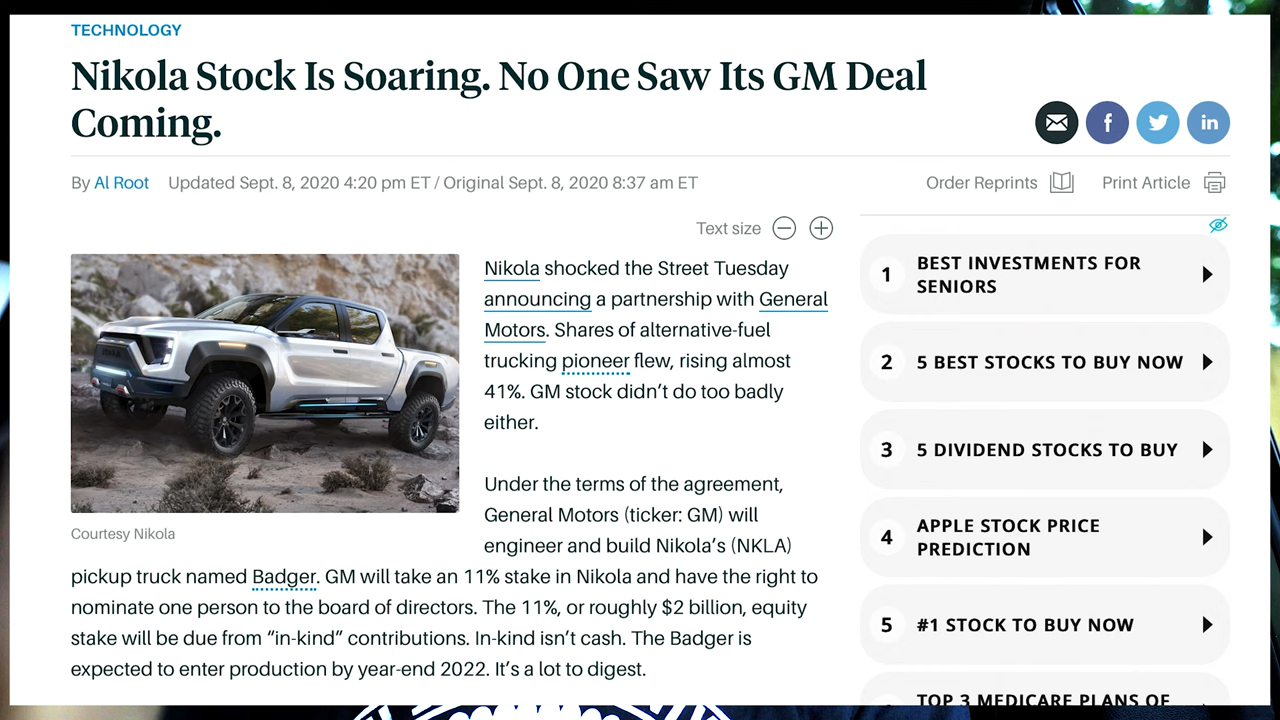 TECHNOLOGY
Nikola Stock Is Soaring. No One Saw Its GM Deal
Coming.
By Al Root Updated Sept. 8, 2020 4:20 pm ET / Original Sept. 8, 2020 8:37 am ET
Order Reprints
Print Article
Text size
Nikola shocked the Street Tuesday
announcing a partnership with General
Motors. Shares of alternative-fuel
trucking pioneer flew, rising almost
41%. GM stock didn’t do too badly
either.
Under the terms of the agreement,
General Motors (ticker: GM) will
engineer and build Nikola’s (NKLA)
Courtesy Nikola
pickup truck named Badger. GM will take an 11% stake in Nikola and have the right to
nominate one person to the board of directors. The 11%, or roughly $2 billion, equity
stake will be due from “in-kind” contributions. In-kind isn’t cash. The Badger is
expected to enter production by year-end 2022. It’s a lot to digest.
1 BEST INVESTMENTS FOR
SENIORS
2 5 BEST STOCKS TO BUY NOW
3 5 DIVIDEND STOCKS TO BUY
4 APPLE STOCK PRICE
PREDICTION
5 #1 STOCK TO BUY NOW
TOP 3 MEDICARE PLANS OF